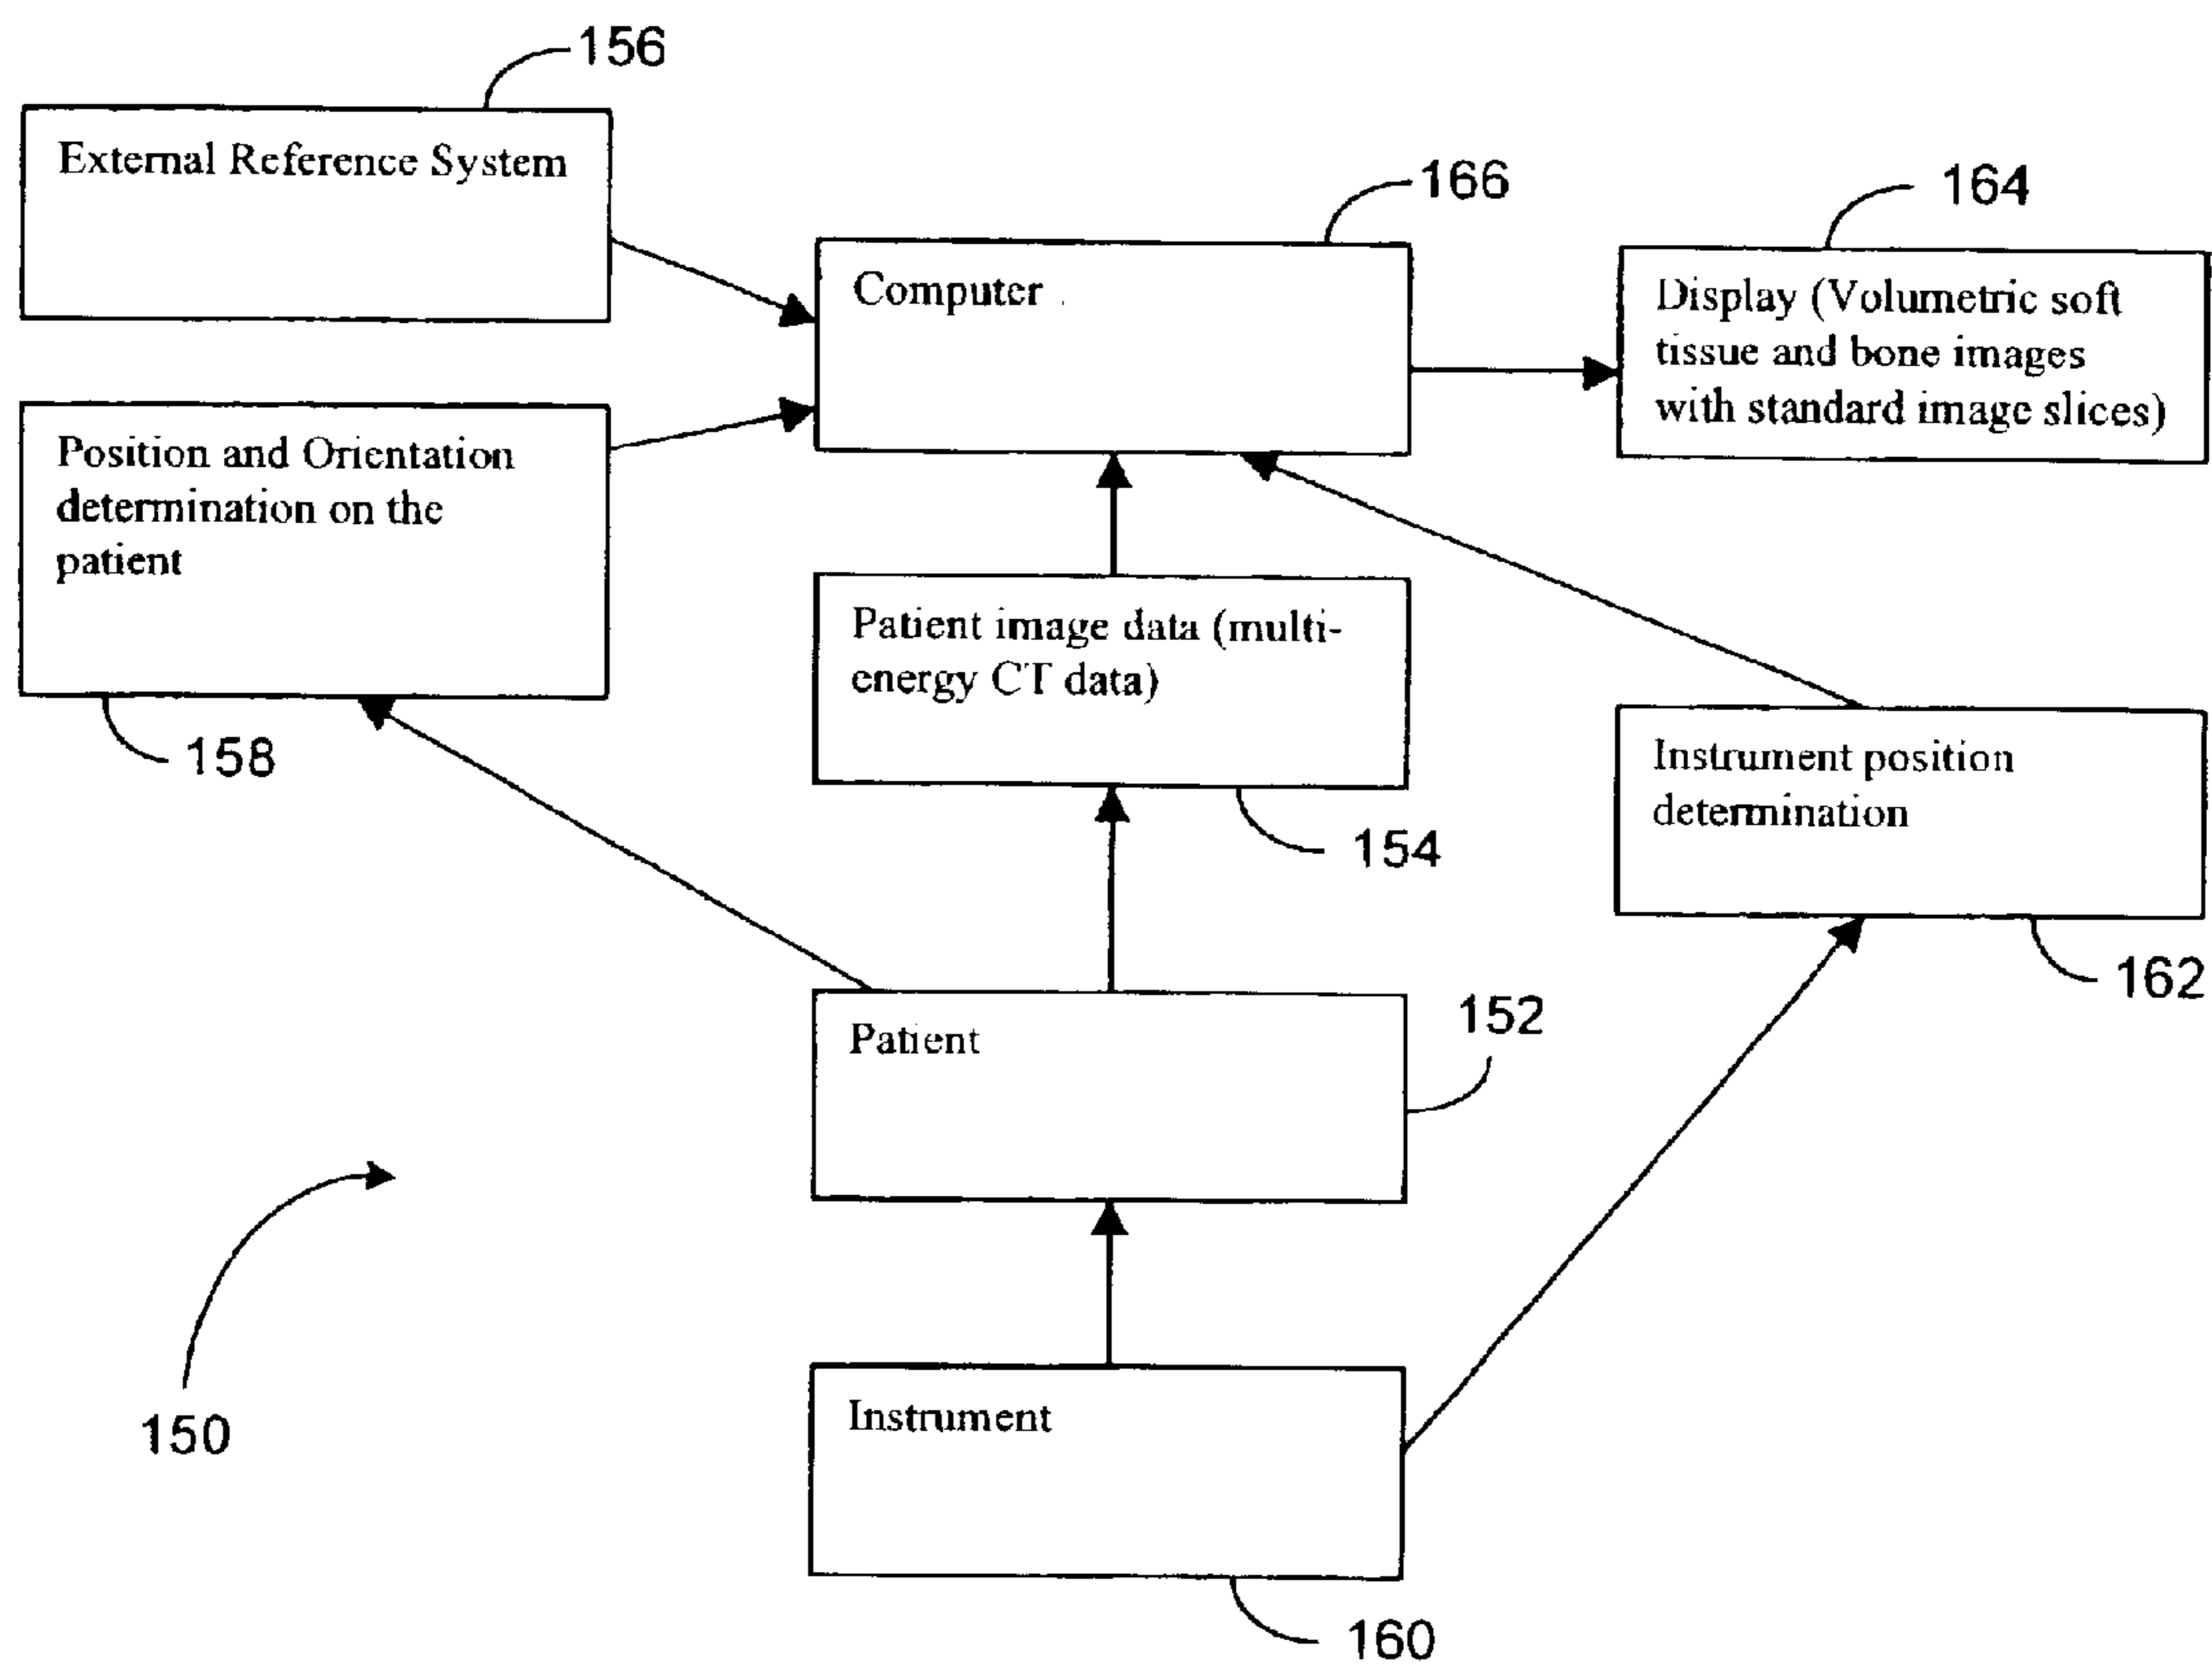 156
External Reference System
166
164
Computer
Display (Volumetric soft
tissue and bone images
with standard image slices)
Position and Orientation
determination on the
patient
158
Patient image data (multi-
energy CT data)
154
Instrument position
determination
162
Patient
152
150
Instrument
160